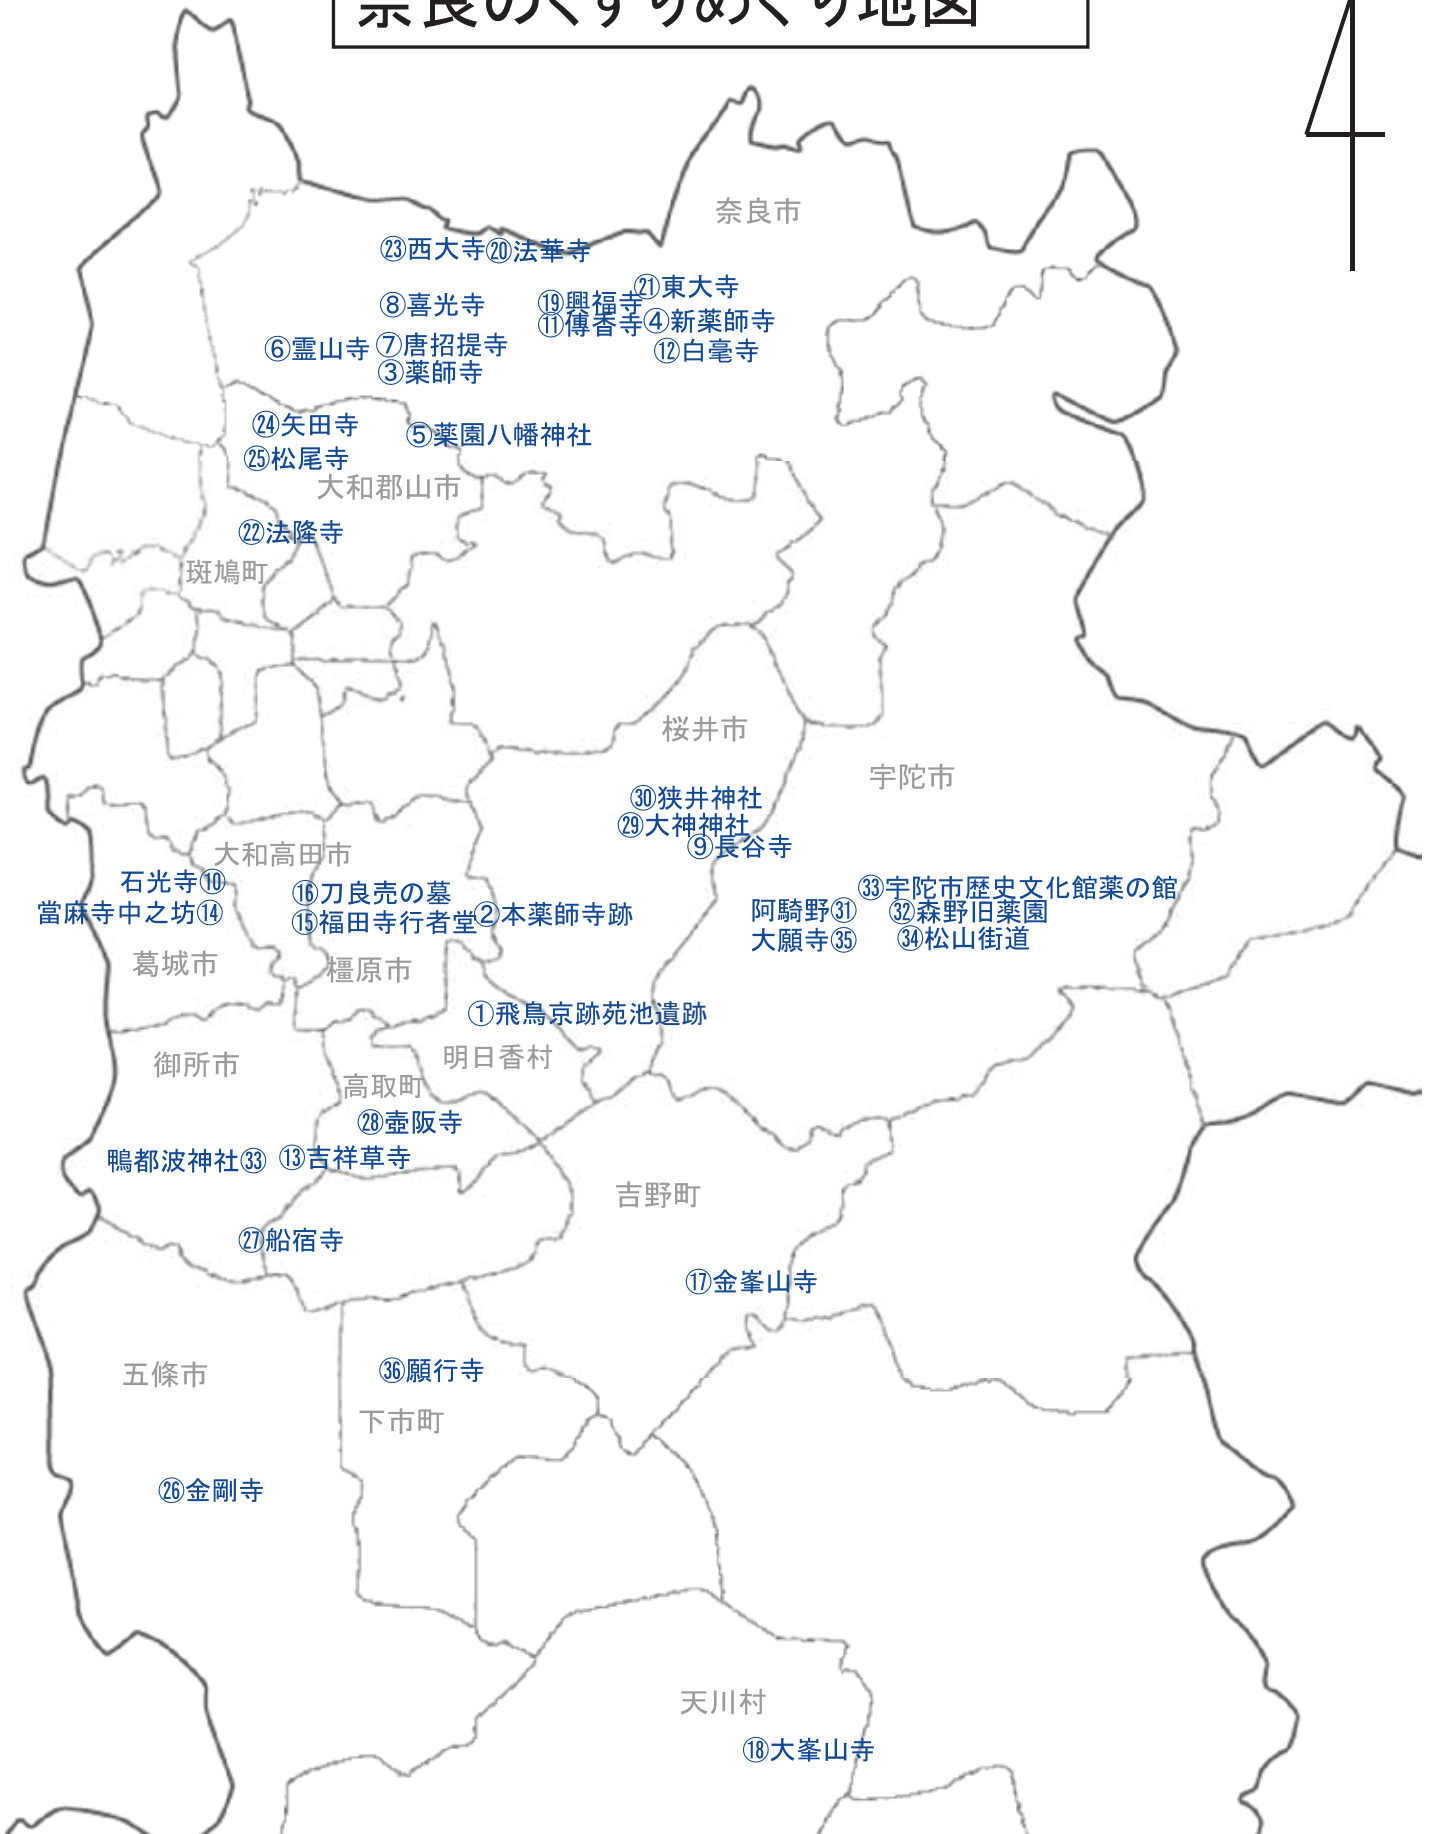 奈良のくすりめぐり地図
奈良市
㉓西大寺
⑳法華寺
㉑東大寺
⑧喜光寺
⑲興福寺
⑪傳香寺
④新薬師寺
⑥霊山寺
⑦唐招提寺
⑫白毫寺
③薬師寺
㉔矢田寺
⑤薬園八幡神社
㉕松尾寺
大和郡山市
㉒法隆寺
斑鳩町
桜井市
宇陀市
㉚狭井神社
㉙大神神社
⑨長谷寺
大和高田市
石光寺⑩
⑯刀良売の墓
㉝宇陀市歴史文化館薬の館
當麻寺中之坊⑭
⑮福田寺行者堂
②本薬師寺跡
阿騎野㉛
㉜森野旧薬園
大願寺㉟
㉞松山街道
葛城市
橿原市
①飛鳥京跡苑池遺跡
御所市
明日香村
高取町
㉘壺阪寺
鴨都波神社㉝
⑬吉祥草寺
吉野町
㉗船宿寺
⑰金峯山寺
五條市
㊱願行寺
下市町
㉖金剛寺
天川村
⑱大峯山寺